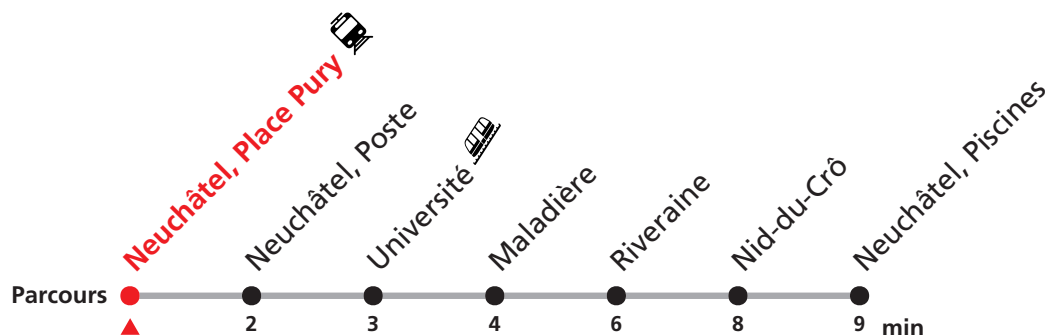 Neuchâtel, Place Pury
Neuchâtel, Poste
Université
Maladière
Riveraine
Nid-du-Crô
Neuchâtel, Piscines
Parcours
2 3 4 6 8 9 min